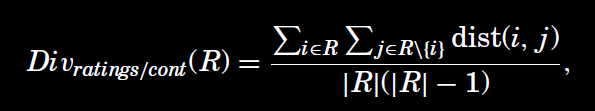 Div_{ratings/cont}(R) = \frac{\sum_{i \in R} \sum_{j \in R \setminus \{i\}} \text{dist}(i, j)}{|R|(|R| - 1)},